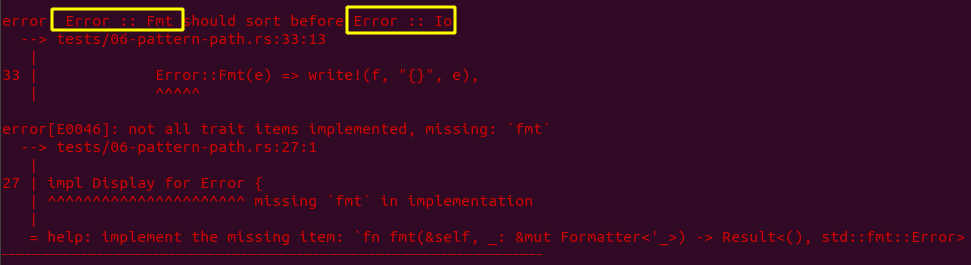 error Error :: Fmt should sort before Error :: Io
--> tests/06-pattern-path.rs:33:13
|
33 | Error::Fmt(e) => write!(f, "{}", e),
| ^^^^^
error[E0046]: not all trait items implemented, missing: `fmt`
--> tests/06-pattern-path.rs:27:1
|
27 | impl Display for Error {
| ^^^^^^^^^^^^^^^^^^^^^^ missing `fmt` in implementation
|
= help: implement the missing item: `fn fmt(&self, _: &mut Formatter<'_>) -> Result<(), std::fmt::Error>